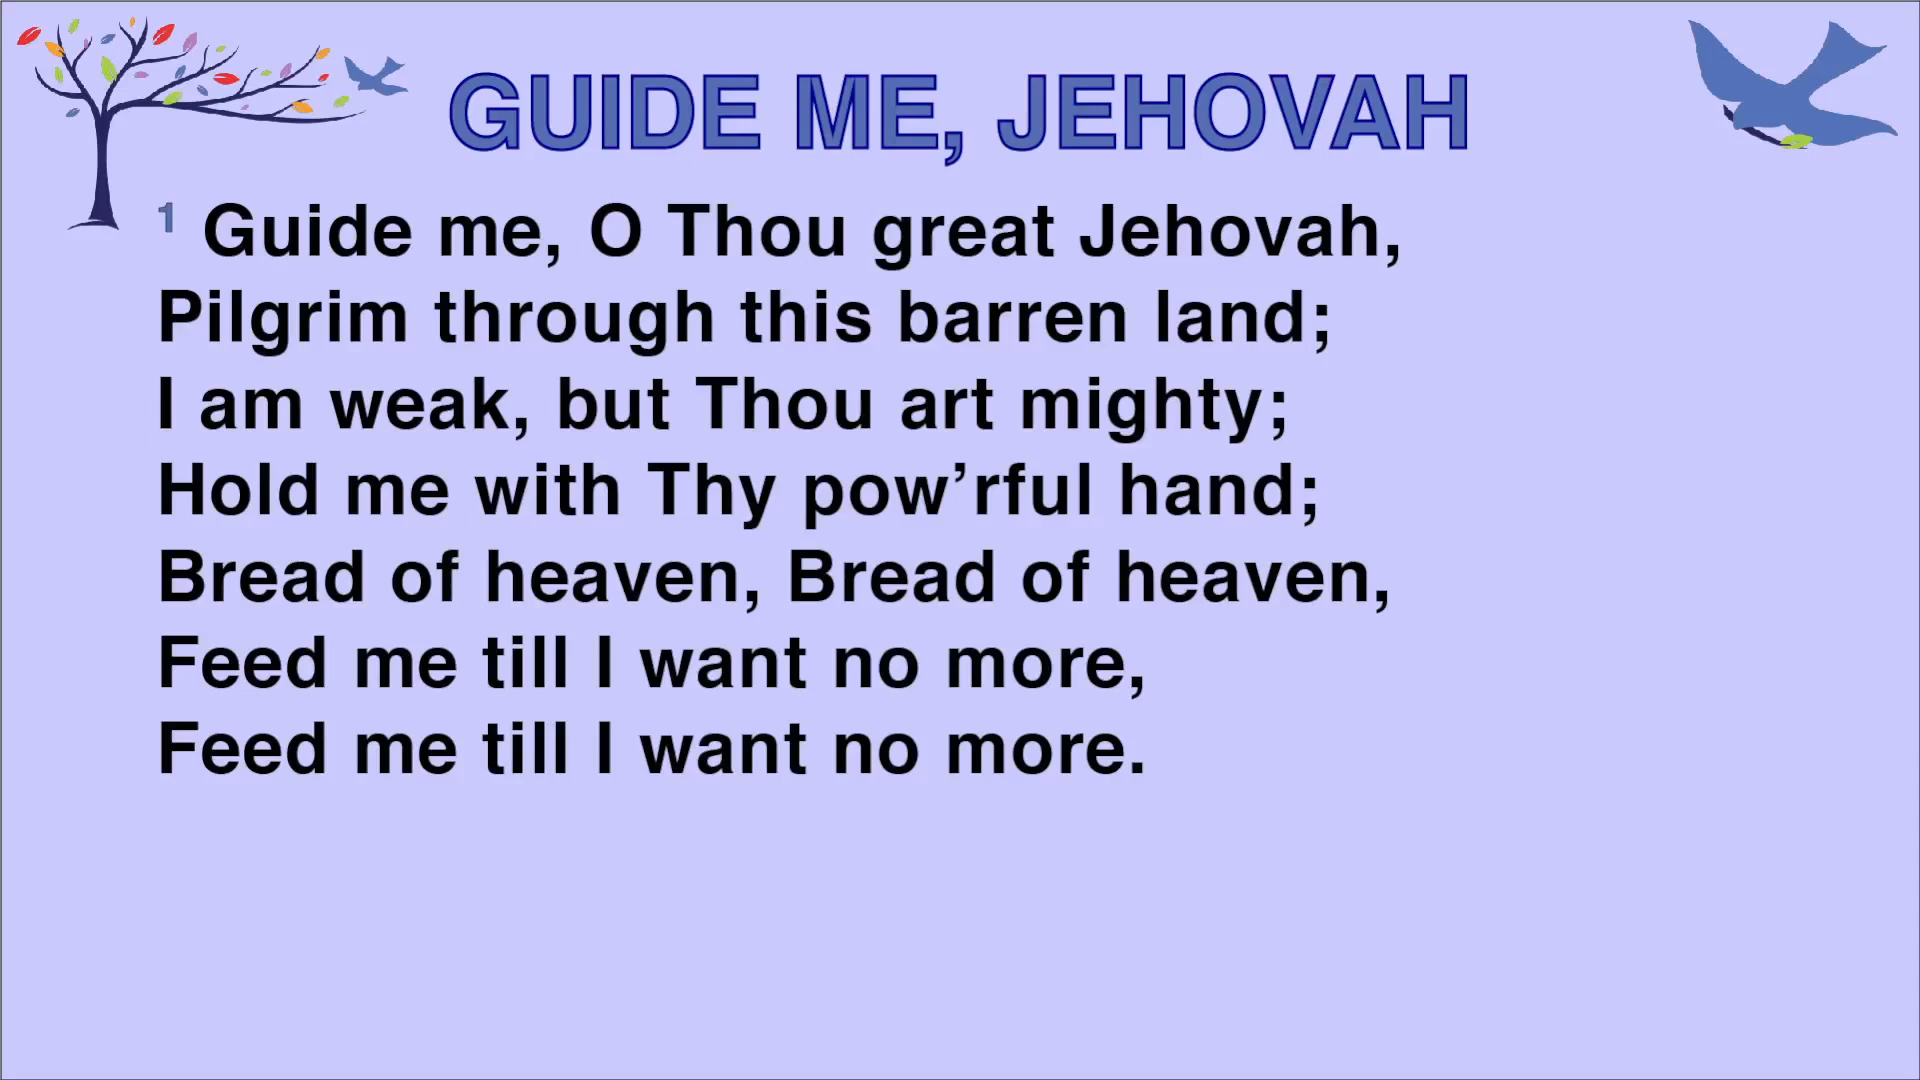 GUIDE ME, JEHOVAH
1 Guide me, O Thou great Jehovah,
Pilgrim through this barren land;
I am weak, but Thou art mighty;
Hold me with Thy pow’rful hand;
Bread of heaven, Bread of heaven,
Feed me till I want no more,
Feed me till I want no more.